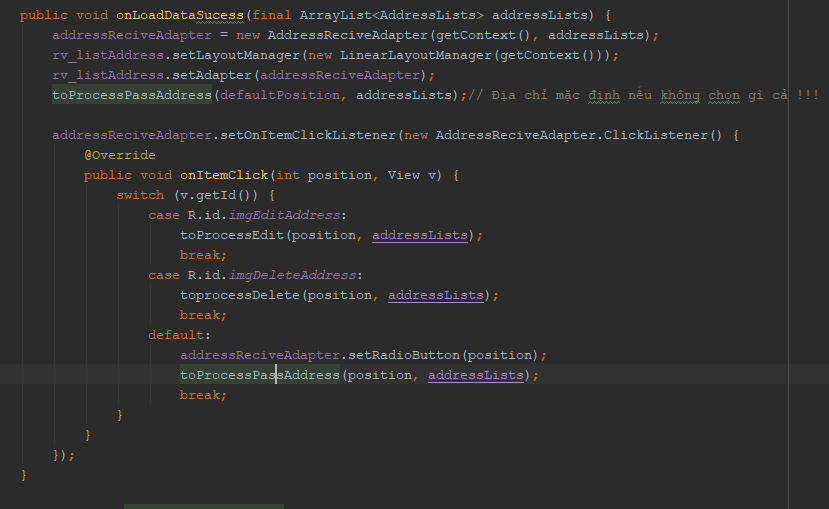 public void onLoadDataSucess(final ArrayList<AddressLists> addressLists) {
addressReciveAdapter = new AddressReciveAdapter(getContext(), addressLists);
rv_listAddress.setLayoutManager(new LinearLayoutManager(getContext()));
rv_listAddress.setAdapter(addressReciveAdapter);
toProcessPassAddress(defaultPosition, addressLists);// Địa chỉ mặc định nếu không chọn gì cả !!!
addressReciveAdapter.setOnItemClickListener(new AddressReciveAdapter.ClickListener() {
@Override
public void onItemClick(int position, View v) {
switch (v.getId()) {
case R.id.imgEditAddress:
toProcessEdit(position, addressLists);
break;
case R.id.imgDeleteAddress:
toprocessDelete(position, addressLists);
break;
default:
addressReciveAdapter.setRadioButton(position);
toProcessPassAddress(position, addressLists);
break;
}
}
});
}